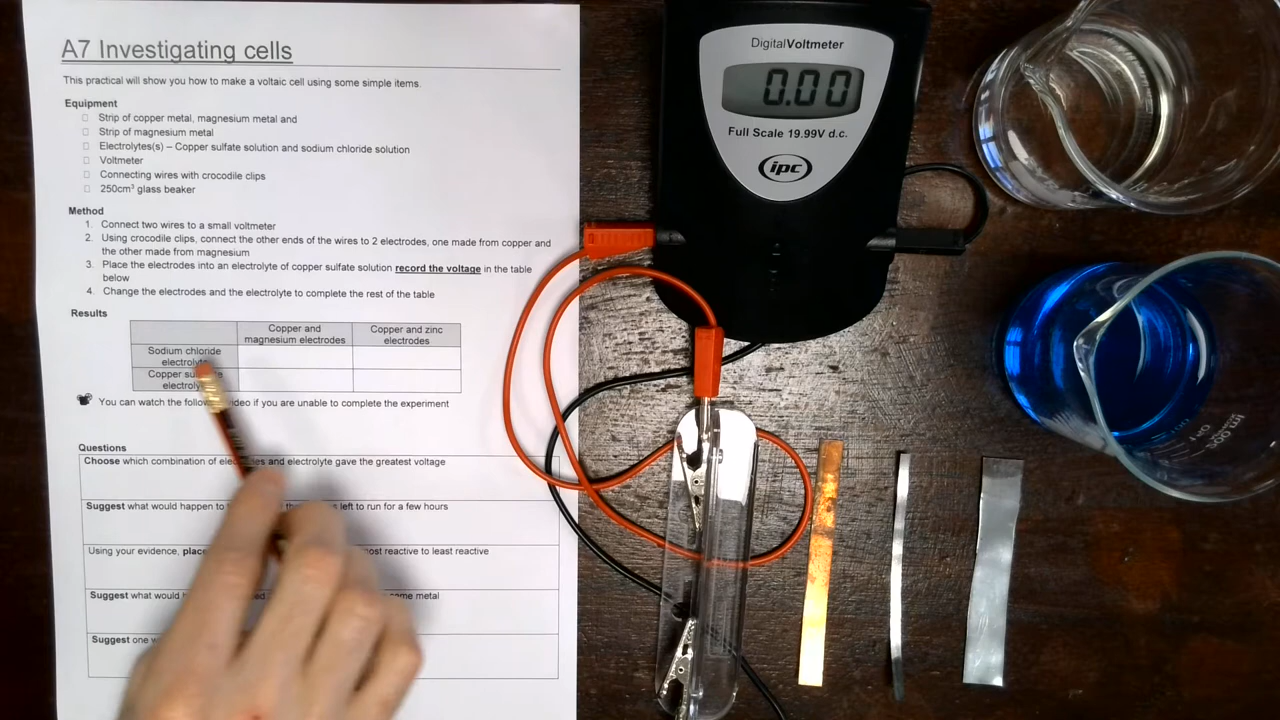 A7 Investigating cells
This practical will show you how to make a voltaic cell using some simple items.
Equipment
Strip of copper metal, magnesium metal and
Strip of magnesium metal
Electrolytes(s) – Copper sulfate solution and sodium chloride solution
Voltmeter
Connecting wires with crocodile clips
250cm³ glass beaker
Method
1. Connect two wires to a small voltmeter
2. Using crocodile clips, connect the other ends of the wires to 2 electrodes, one made from copper and
the other made from magnesium
3. Place the electrodes into an electrolyte of copper sulfate solution record the voltage in the table
below
4. Change the electrodes and the electrolyte to complete the rest of the table
Results
Copper and
magnesium electrodes
Copper and zinc
electrodes
Sodium chloride
electrolyte
Copper
You can watch the if you are unable to complete the experiment
Questions
Choose which combination of and electrolyte gave the greatest voltage
Suggest what would happen to left to run for a few hours
Using your evidence, most reactive to least reactive
Suggest what would metal
Suggest one
DigitalVoltmeter
0.00
Full Scale 19.99V d.c.
ipc